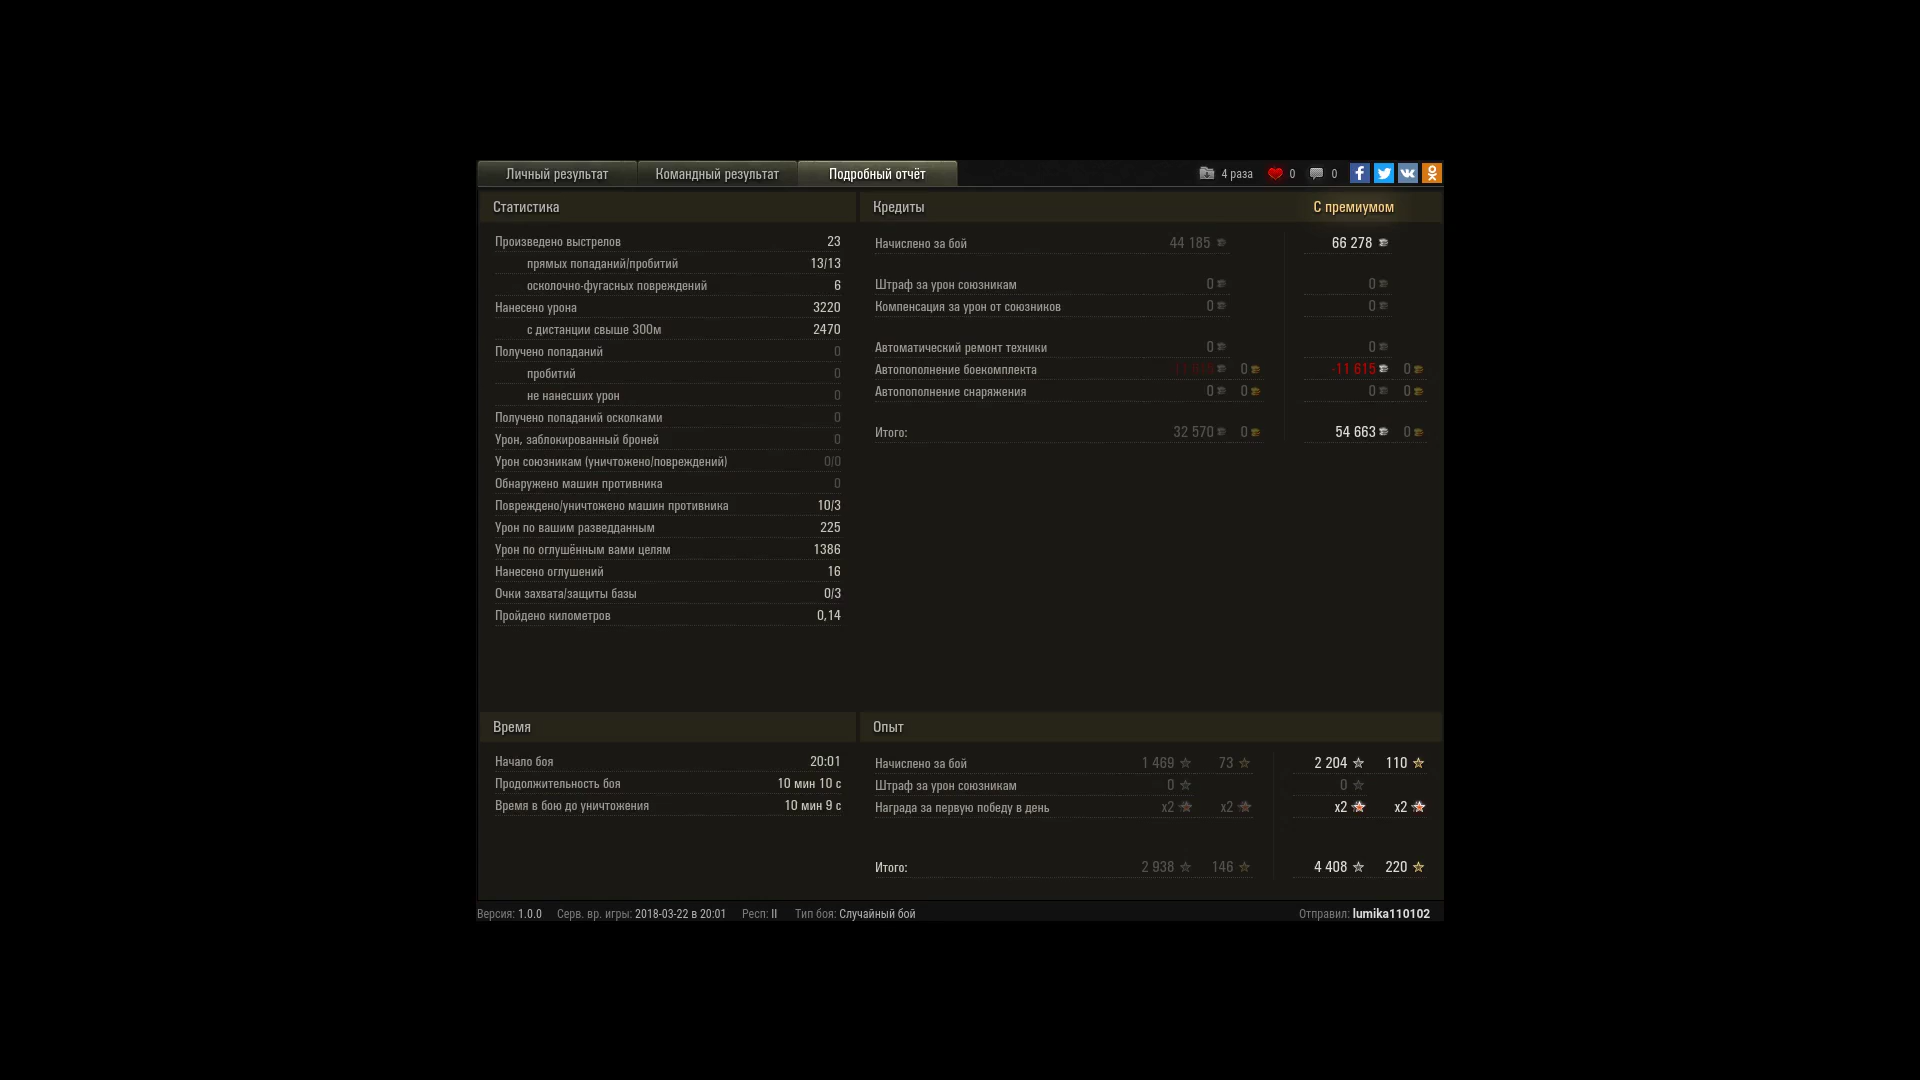 Личный результат Командный результат Подробный отчёт 4 раза 0 0
Статистика
Произведено выстрелов 23
прямых попаданий/пробитий 13/13
осколочно-фугасных повреждений 6
Нанесено урона 3220
с дистанции свыше 300м 2470
Получено попаданий 0
пробитий 0
не нанесших урон 0
Получено попаданий осколками 0
Урон, заблокированный броней 0
Урон союзникам (уничтожено/повреждений) 0/0
Обнаружено машин противника 0
Повреждено/уничтожено машин противника 10/3
Урон по вашим разведданным 225
Урон по оглушённым вами целям 1386
Нанесено оглушений 16
Очки захвата/защиты базы 0/3
Пройдено километров 0,14
Кредиты С премиумом
Начислено за бой 44 185 66 278
Штраф за урон союзникам 0 0
Компенсация за урон от союзников 0 0
Автоматический ремонт техники 0 0
Автопополнение боекомплекта -11 615 0 -11 615 0
Автопополнение снаряжения 0 0 0 0
Итого: 32 570 0 54 663 0
Время
Начало боя 20:01
Продолжительность боя 10 мин 10 с
Время в бою до уничтожения 10 мин 9 с
Опыт
Начислено за бой 1 469 73 2 204 110
Штраф за урон союзникам 0 0
Награда за первую победу в день x2 x2 x2 x2
Итого: 2 938 146 4 408 220
Версия: 1.0.0 Серв. вр. игры: 2018-03-22 в 20:01 Респ: II Тип боя: Случайный бой Отправил: lumika110102